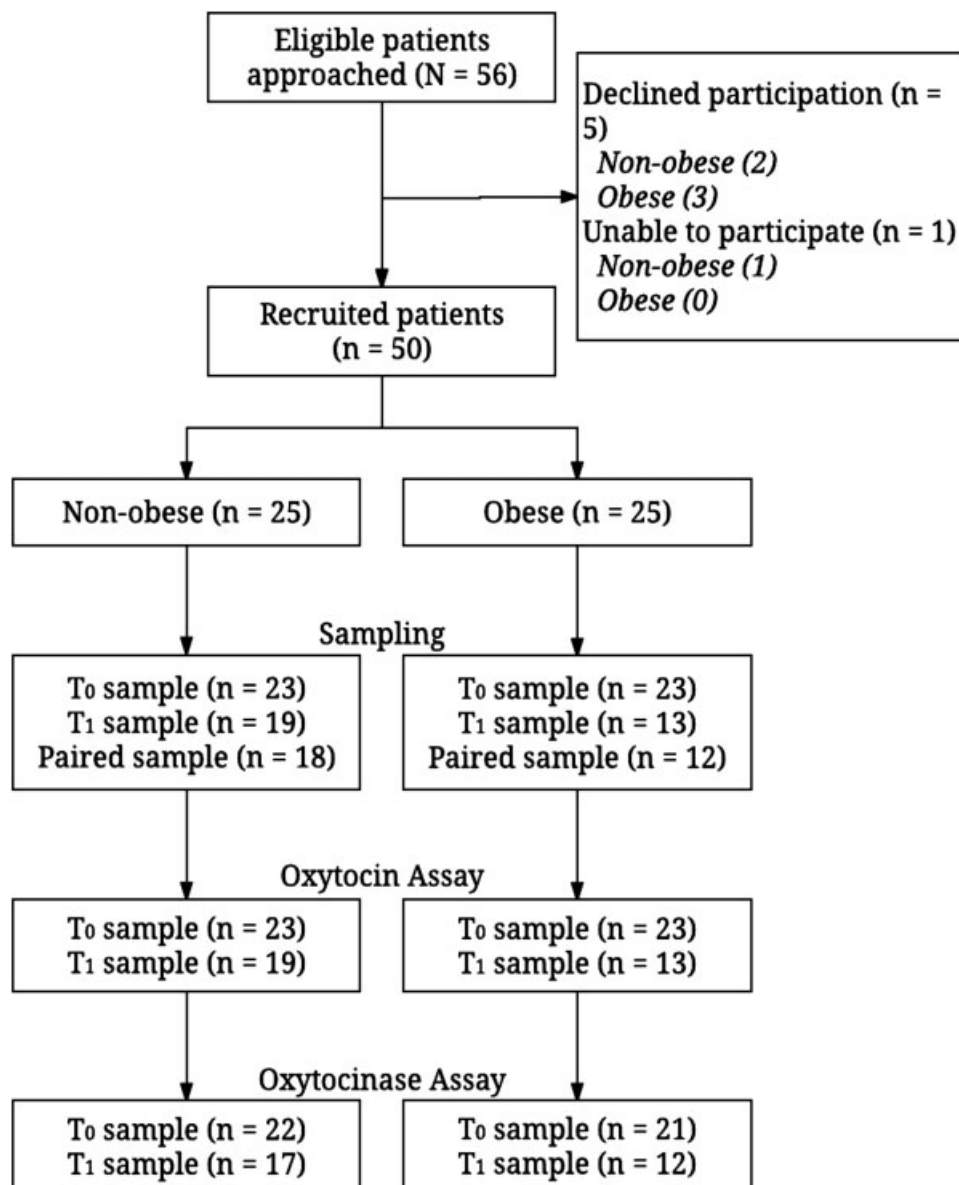 Eligible patients
approached (N = 56)
Declined participation (n =
5)
Non-obese (2)
Obese (3)
Unable to participate (n = 1)
Non-obese (1)
Obese (0)
Recruited patients
(n = 50)
Non-obese (n = 25)
Obese (n = 25)
Sampling
T₀ sample (n = 23)
T₁ sample (n = 19)
Paired sample (n = 18)
T₀ sample (n = 23)
T₁ sample (n = 13)
Paired sample (n = 12)
Oxytocin Assay
T₀ sample (n = 23)
T₁ sample (n = 19)
T₀ sample (n = 23)
T₁ sample (n = 13)
Oxytocinase Assay
T₀ sample (n = 22)
T₁ sample (n = 17)
T₀ sample (n = 21)
T₁ sample (n = 12)